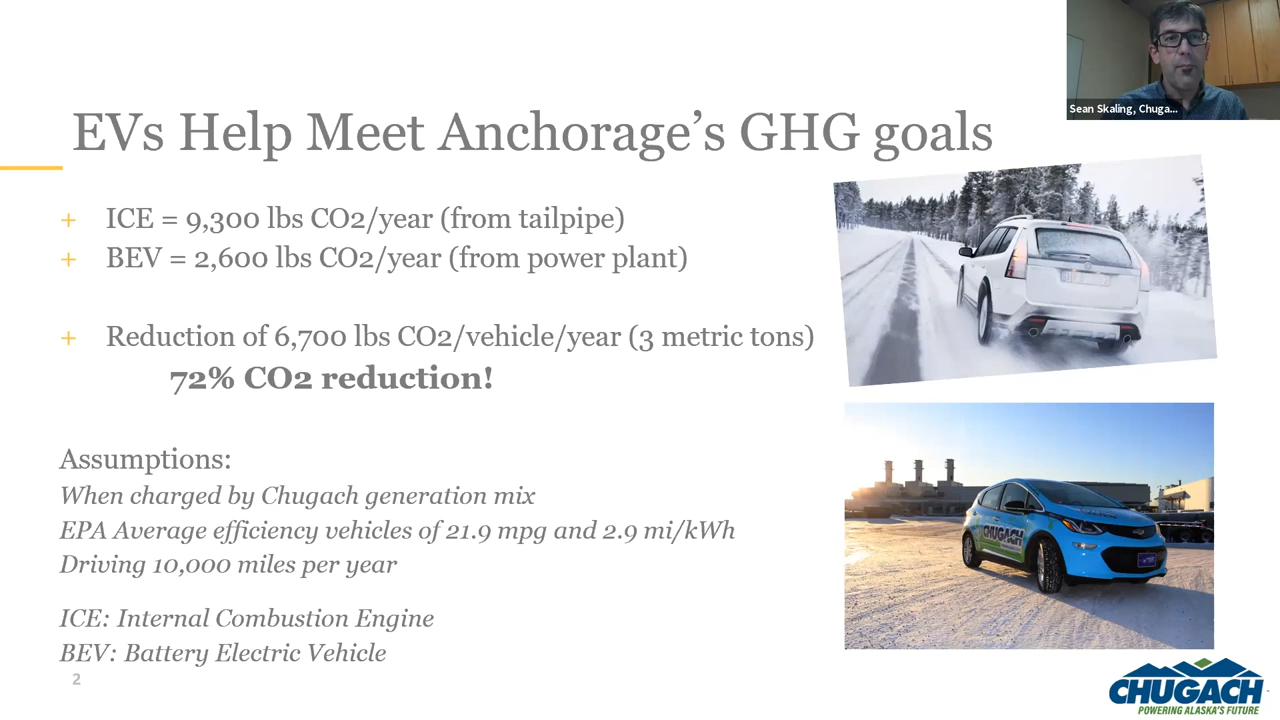 Sean Skaling, Chuga...
EVs Help Meet Anchorage's GHG goals
+ ICE = 9,300 lbs CO2/year (from tailpipe)
+ BEV = 2,600 lbs CO2/year (from power plant)
+ Reduction of 6,700 lbs CO2/vehicle/year (3 metric tons)
72% CO2 reduction!
Assumptions:
When charged by Chugach generation mix
EPA Average efficiency vehicles of 21.9 mpg and 2.9 mi/kWh
Driving 10,000 miles per year
ICE: Internal Combustion Engine
BEV: Battery Electric Vehicle
2
CHUGACH
CHUGACH
POWERING ALASKA'S FUTURE